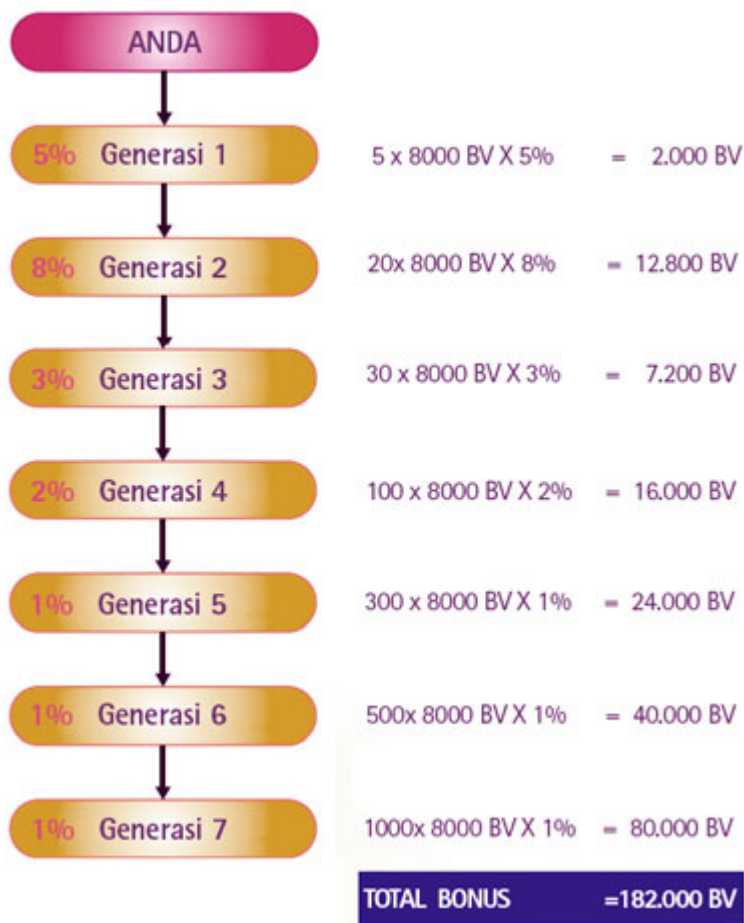 ANDA
5% Generasi 1 5 x 8000 BV X 5% = 2.000 BV
8% Generasi 2 20x 8000 BV X 8% = 12.800 BV
3% Generasi 3 30 x 8000 BV X 3% = 7.200 BV
2% Generasi 4 100 x 8000 BV X 2% = 16.000 BV
1% Generasi 5 300 x 8000 BV X 1% = 24.000 BV
1% Generasi 6 500x 8000 BV X 1% = 40.000 BV
1% Generasi 7 1000x 8000 BV X 1% = 80.000 BV
TOTAL BONUS =182.000 BV